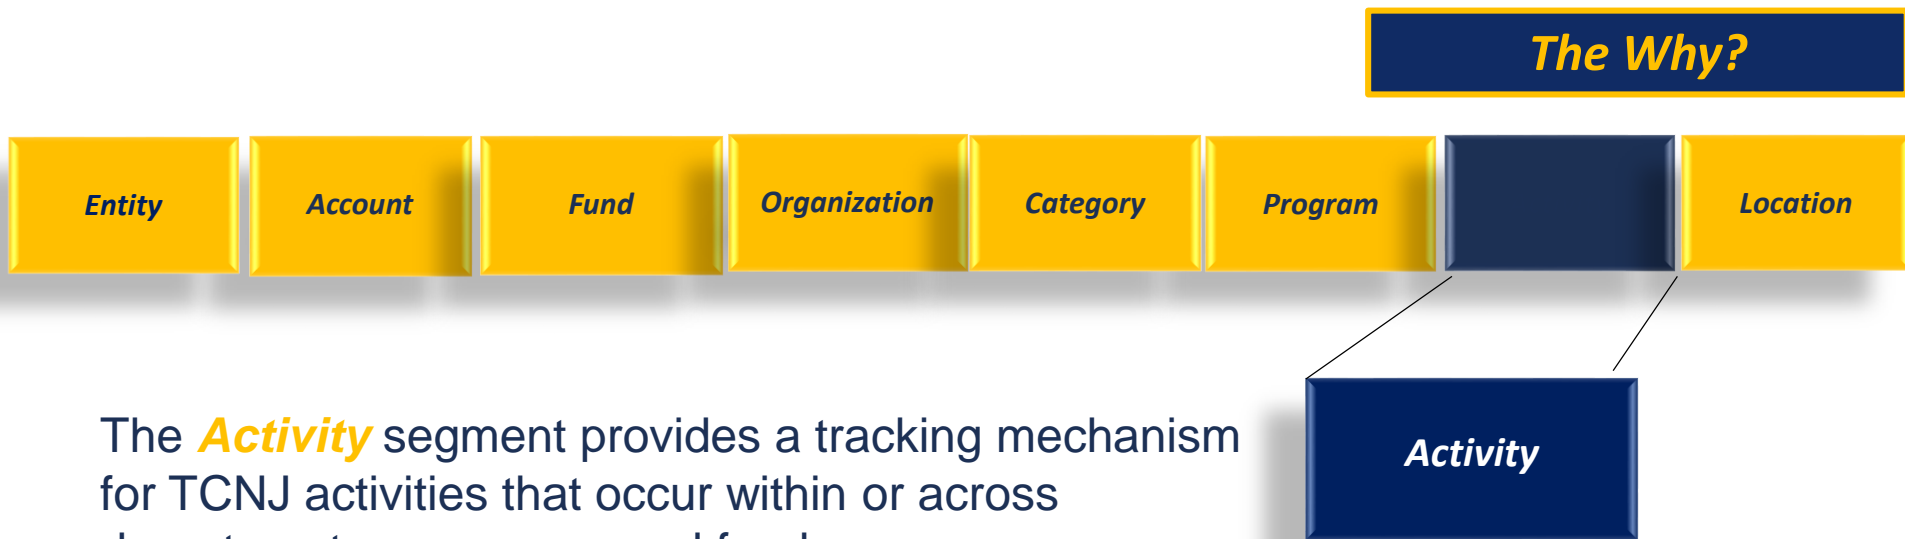 The Why?
Entity Account Fund Organization Category Program Location
Activity
The Activity segment provides a tracking mechanism
for TCNJ activities that occur within or across